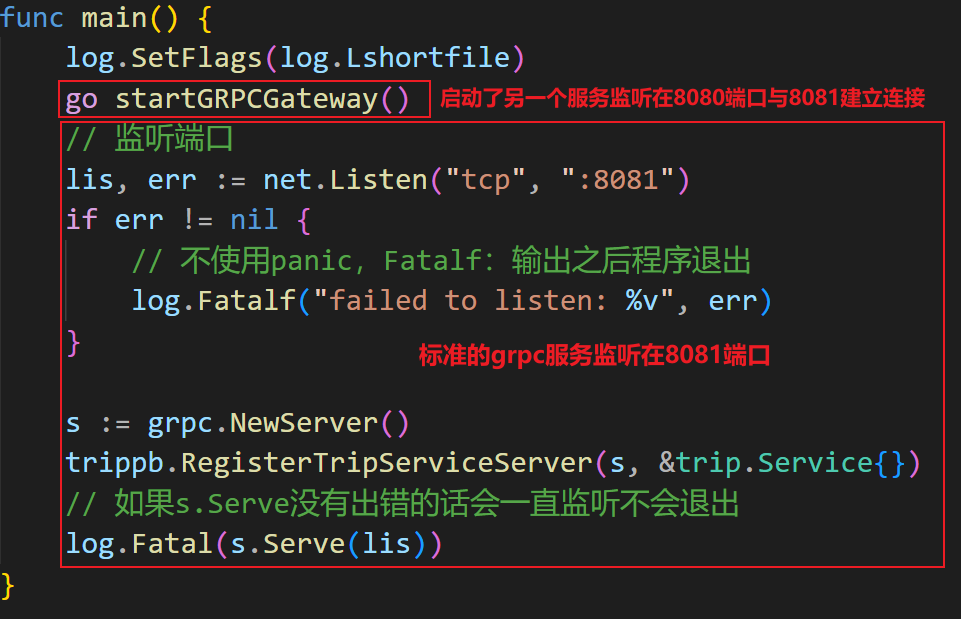 func main() {
log.SetFlags(log.Lshortfile)
go startGRPCGateway() 启动了另一个服务监听在8080端口与8081建立连接
// 监听端口
lis, err := net.Listen("tcp", ":8081")
if err != nil {
// 不使用panic, Fatalf: 输出之后程序退出
log.Fatalf("failed to listen: %v", err)
}
标准的grpc服务监听在8081端口
s := grpc.NewServer()
trippb.RegisterTripServiceServer(s, &trip.Service{})
// 如果s.Serve没有出错的话会一直监听不会退出
log.Fatal(s.Serve(lis))
}